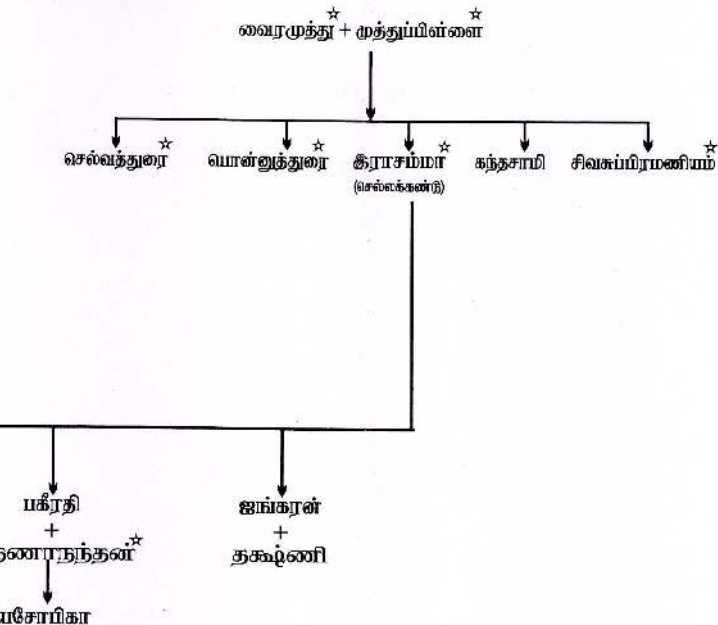 வைரமுத்து☆ + முத்துப்பிள்ளை☆
செல்வத்துரை☆ பொன்னுத்துரை☆ இராசம்மா☆ கந்தசாமி சிவசுப்பிரமணியம்☆
(செல்லக்கண்டு)
பகீரதி ஐங்கரன்
+ +
தக்ஷ்ணி